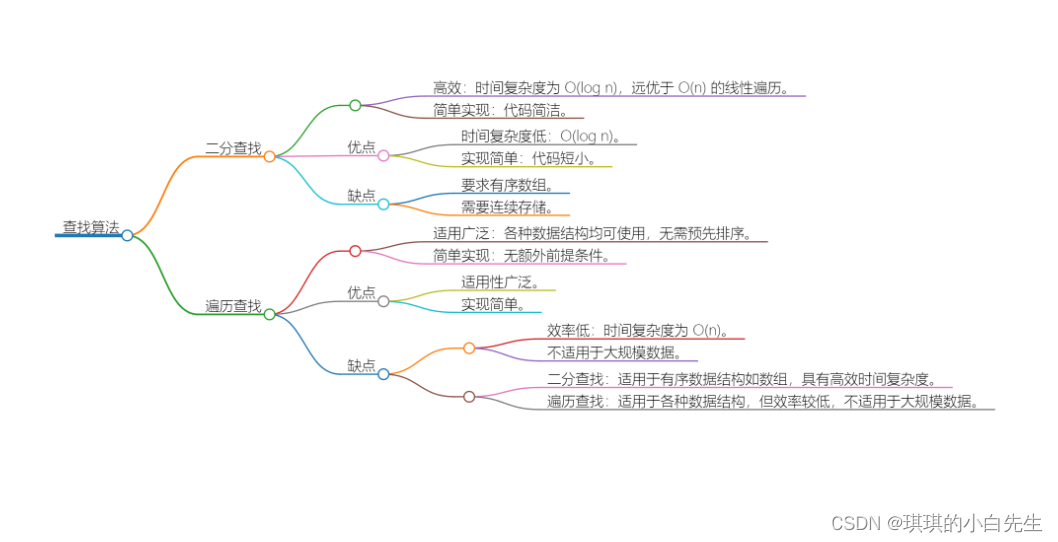 查找算法
二分查找
高效：时间复杂度为 O(log n)，远优于 O(n) 的线性遍历。
简单实现：代码简洁。
优点
时间复杂度低：O(log n)。
实现简单：代码短小。
缺点
要求有序数组。
需要连续存储。
遍历查找
适用广泛：各种数据结构均可使用，无需预先排序。
简单实现：无额外前提条件。
优点
适用性广泛。
实现简单。
缺点
效率低：时间复杂度为 O(n)。
不适用于大规模数据。
二分查找：适用于有序数据结构如数组，具有高效时间复杂度。
遍历查找：适用于各种数据结构，但效率较低，不适用于大规模数据。
CSDN @琪琪的小白先生